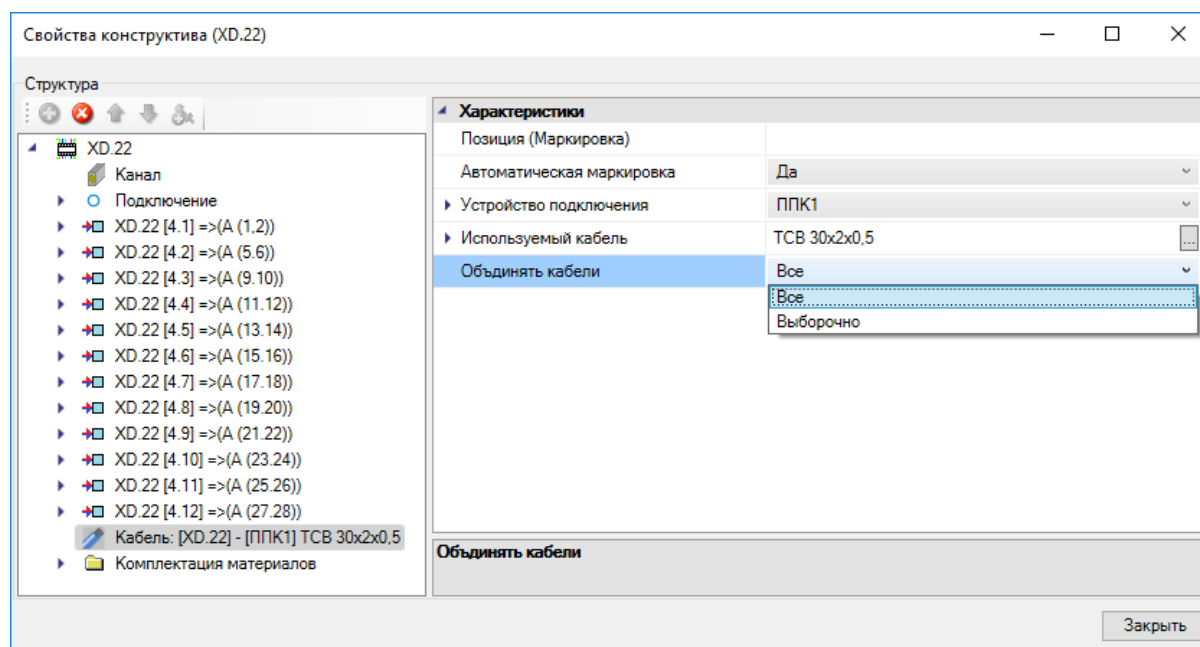 Свойства конструктива (XD.22)
Структура
XD.22
Канал
Подключение
XD.22 [4.1] =>(A (1,2))
XD.22 [4.2] =>(A (5.6))
XD.22 [4.3] =>(A (9.10))
XD.22 [4.4] =>(A (11.12))
XD.22 [4.5] =>(A (13.14))
XD.22 [4.6] =>(A (15.16))
XD.22 [4.7] =>(A (17.18))
XD.22 [4.8] =>(A (19.20))
XD.22 [4.9] =>(A (21.22))
XD.22 [4.10] =>(A (23.24))
XD.22 [4.11] =>(A (25.26))
XD.22 [4.12] =>(A (27.28))
Кабель: [XD.22] - [ППК1] ТСВ 30x2x0,5
Комплектация материалов
Характеристики
Позиция (Маркировка)
Автоматическая маркировка Да
Устройство подключения ППК1
Используемый кабель ТСВ 30x2x0,5 ...
Объдинять кабели Все
Все
Выборочно
Объдинять кабели
Закрыть